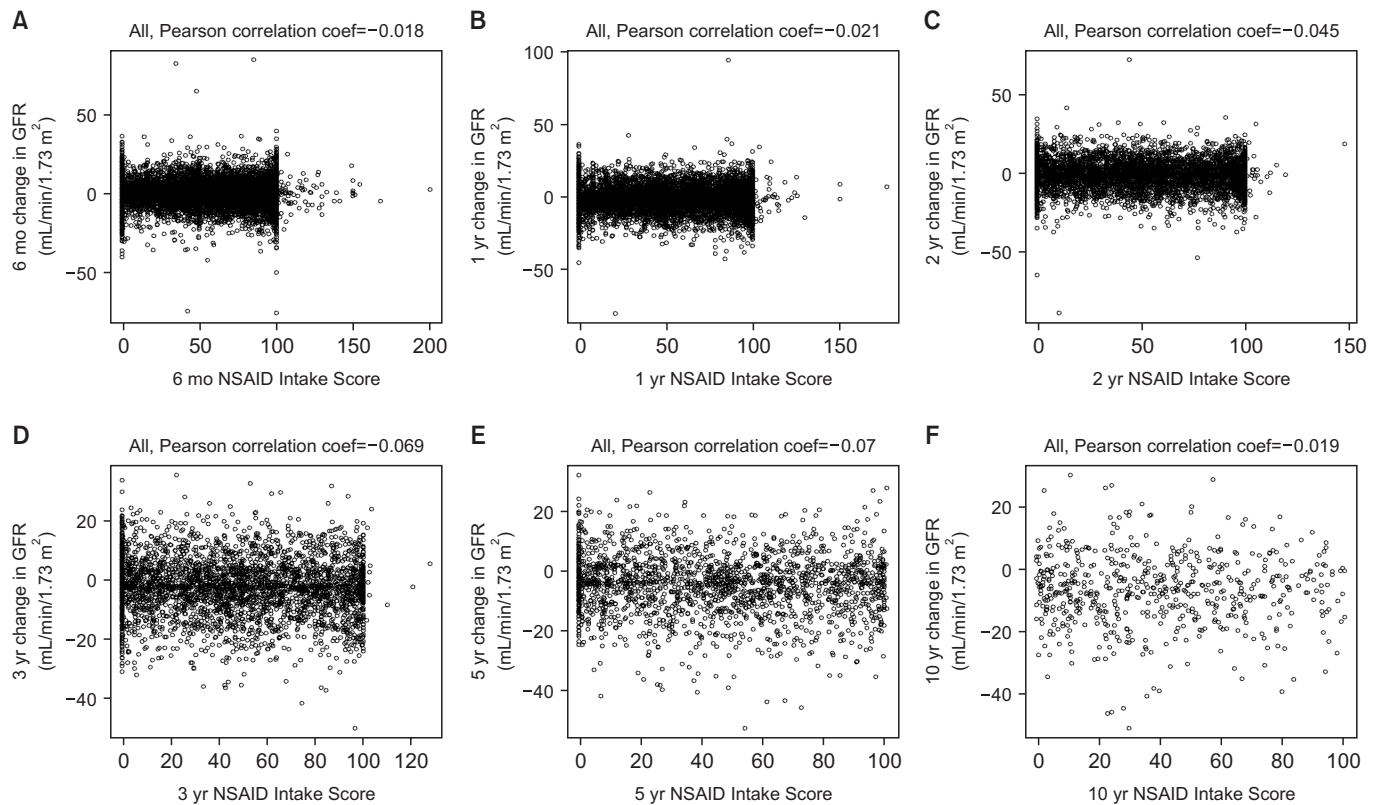 A
All, Pearson correlation coef=−0.018
6 mo change in GFR
(mL/min/1.73 m²)
50
0
−50
0 50 100 150 200
6 mo NSAID Intake Score
B
All, Pearson correlation coef=−0.021
1 yr change in GFR
(mL/min/1.73 m²)
100
50
0
−50
0 50 100 150
1 yr NSAID Intake Score
C
All, Pearson correlation coef=−0.045
2 yr change in GFR
(mL/min/1.73 m²)
50
0
−50
0 50 100 150
2 yr NSAID Intake Score
D
All, Pearson correlation coef=−0.069
3 yr change in GFR
(mL/min/1.73 m²)
20
0
−20
−40
0 20 40 60 80 100 120
3 yr NSAID Intake Score
E
All, Pearson correlation coef=−0.07
5 yr change in GFR
(mL/min/1.73 m²)
20
0
−20
−40
0 20 40 60 80 100
5 yr NSAID Intake Score
F
All, Pearson correlation coef=−0.019
10 yr change in GFR
(mL/min/1.73 m²)
20
0
−20
−40
0 20 40 60 80 100
10 yr NSAID Intake Score